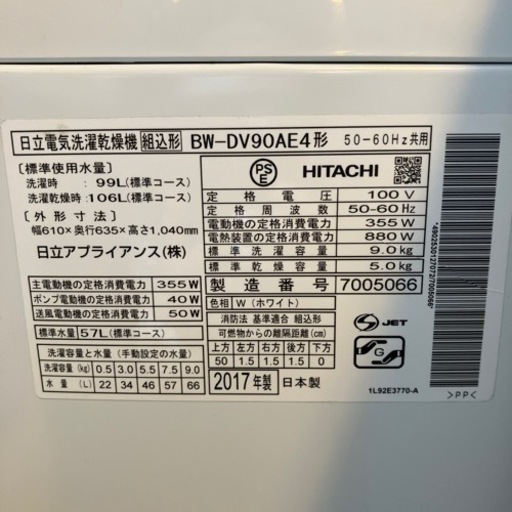 日立電気洗濯乾燥機 組込形 BW-DV90AE4形 50-60Hz共用
[標準使用水量]
洗濯時 : 99L(標準コース)
洗濯乾燥時:106L(標準コース)
[外形寸法]
幅610×奥行635×高さ1,040mm
日立アプライアンス(株)
PSE HITACHI
定格電圧 100V
定格周波数 50-60Hz
電動機の定格消費電力 355W
電熱装置の定格消費電力 880W
標準洗濯容量 9.0kg
標準乾燥容量 5.0kg
製造番号 7005066
主電動機の定格消費電力 355W
ポンプ電動機の定格消費電力 40W
送風電動機の定格消費電力 50W
標準水量 57L(標準コース)
洗濯容量と水量 (手動設定の水量)
洗濯容量(kg) 0.5 3.0 5.5 7.5 9.0
水量(L) 22 34 46 57 66
色相 W(ホワイト)
消防法 基準適合 組込形
可燃物からの離隔距離(cm)
上方 左方 右方 後方 下方
50 1.5 1.5 1.5 0
2017年製 日本製
S JET
G
1L92E3770-A
*4902530120707/27005066*
>PP<